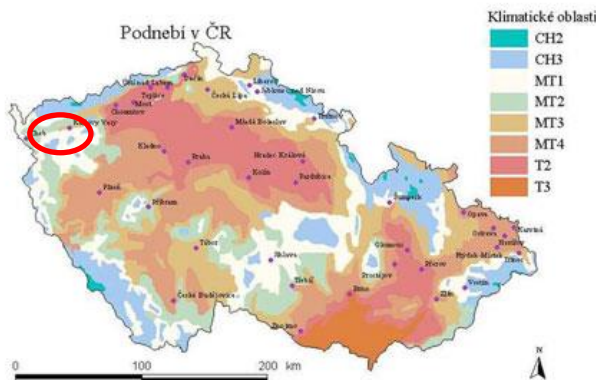 Podnebí v ČR
Klimatické oblasti
CH2
CH3
MT1
MT2
MT3
MT4
T2
T3
Děčín
Liberec
Teplice
Most
Česká Lípa
Jablonec nad Nisou
Chomutov
Trutnov
Cheb
Karlovy Vary
Mladá Boleslav
Kladno
Praha
Hradec Králové
Kolín
Pardubice
Plzeň
Příbram
Šumperk
Opava
Ostrava
Karviná
Havířov
Frýdek-Místek
Tábor
Jihlava
Olomouc
Přerov
Prostějov
Vsetín
Třebíč
Zlín
Brno
České Budějovice
Znojmo
0 100 200 km
N